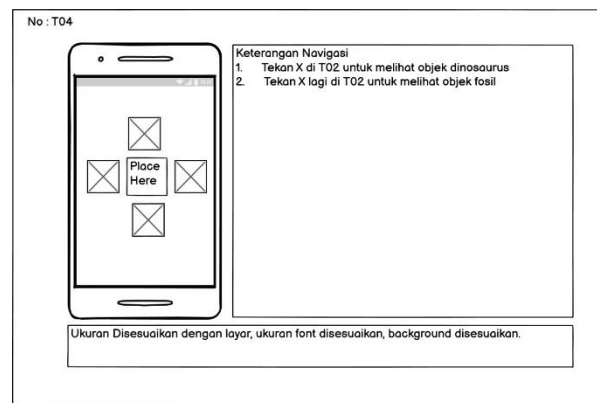 No : T04
Place
Here
Keterangan Navigasi
1. Tekan X di T02 untuk melihat objek dinosaurus
2. Tekan X lagi di T02 untuk melihat objek fosil
Ukuran Disesuaikan dengan layar, ukuran font disesuaikan, background disesuaikan.